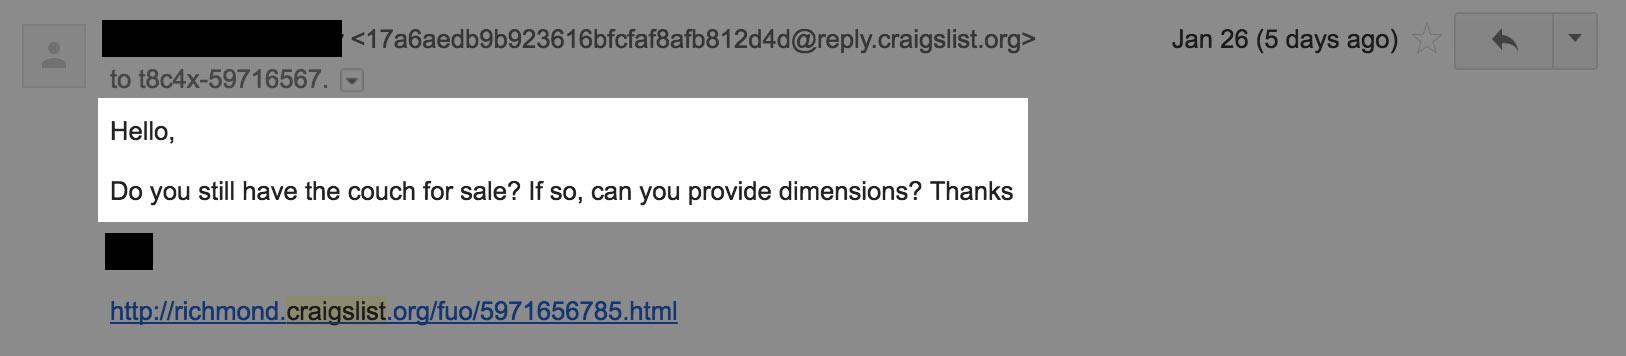 <17a6aedb9b923616bfcfaf8afb812d4d@reply.craigslist.org> Jan 26 (5 days ago)
to t8c4x-59716567.
Hello,
Do you still have the couch for sale? If so, can you provide dimensions? Thanks
http://richmond.craigslist.org/fuo/5971656785.html